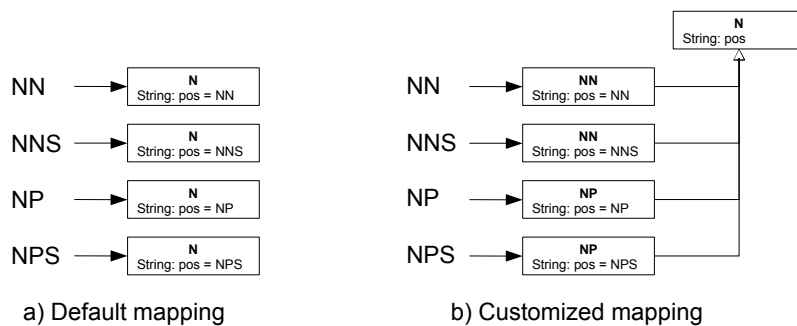 N
String: pos
NN
N
String: pos = NN
NNS
N
String: pos = NNS
NP
N
String: pos = NP
NPS
N
String: pos = NPS
a) Default mapping
NN
NN
String: pos = NN
NNS
NN
String: pos = NNS
NP
NP
String: pos = NP
NPS
NP
String: pos = NPS
b) Customized mapping